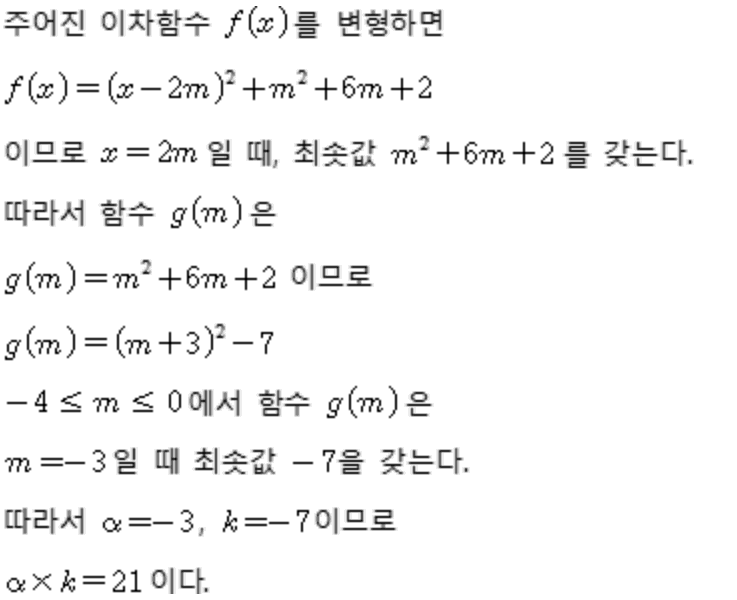 주어진 이차함수 f(x)를 변형하면
f(x)=(x−2m)²+m²+6m+2
이므로 x=2m일 때, 최솟값 m²+6m+2를 갖는다.
따라서 함수 g(m)은
g(m)=m²+6m+2 이므로
g(m)=(m+3)²−7
−4 ≤ m ≤ 0에서 함수 g(m)은
m=−3일 때 최솟값 −7을 갖는다.
따라서 α=−3, k=−7이므로
α×k=21이다.